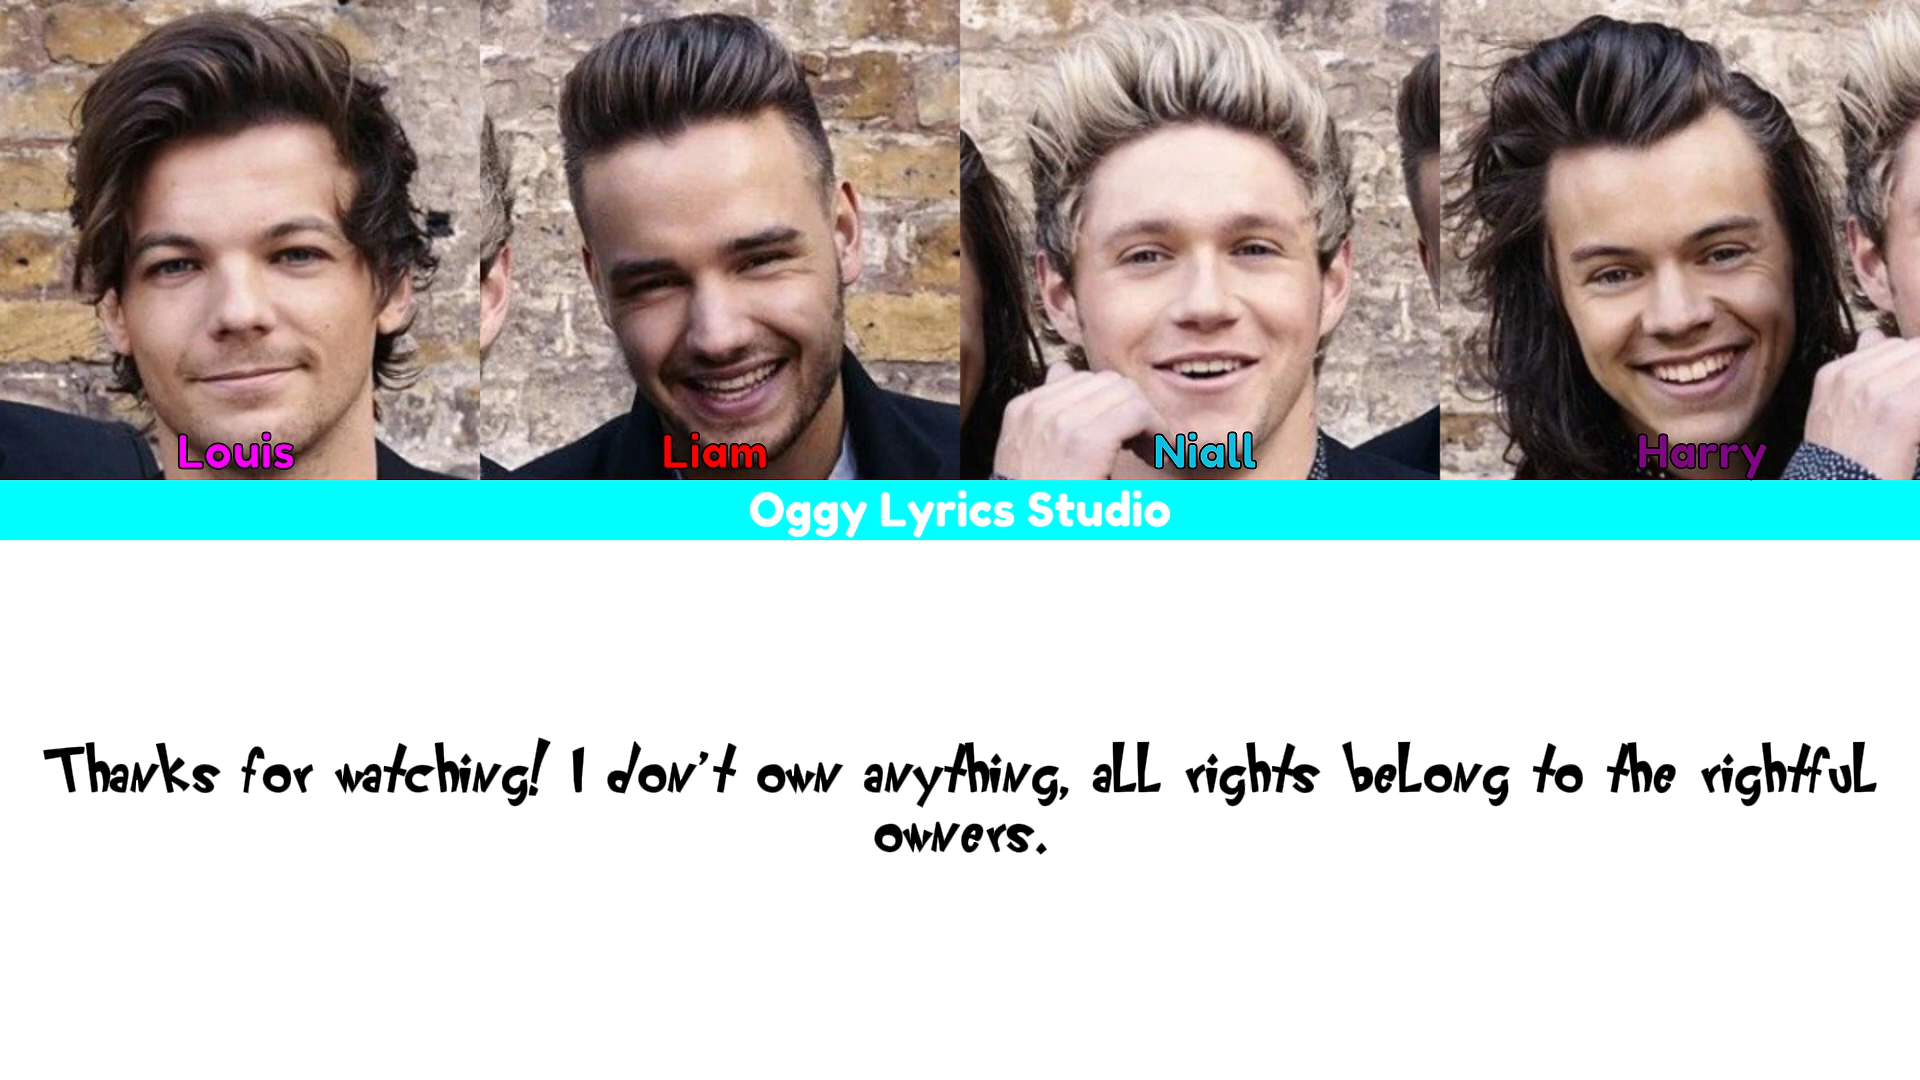 Louis
Liam
Niall
Harry
Oggy Lyrics Studio
Thanks for watching! I don't own anything, all rights belong to the rightful
owners.